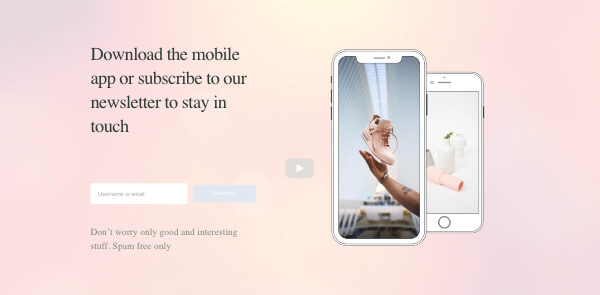 Download the mobile
app or subscribe to our
newsletter to stay in
touch
Username or email
Subscribe
Don't worry only good and interesting
stuff. Spam free only